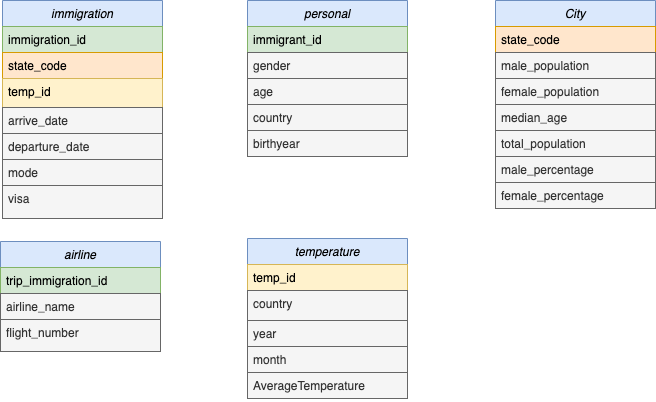 immigration
immigration_id
state_code
temp_id
arrive_date
departure_date
mode
visa
personal
immigrant_id
gender
age
country
birthyear
City
state_code
male_population
female_population
median_age
total_population
male_percentage
female_percentage
airline
trip_immigration_id
airline_name
flight_number
temperature
temp_id
country
year
month
AverageTemperature